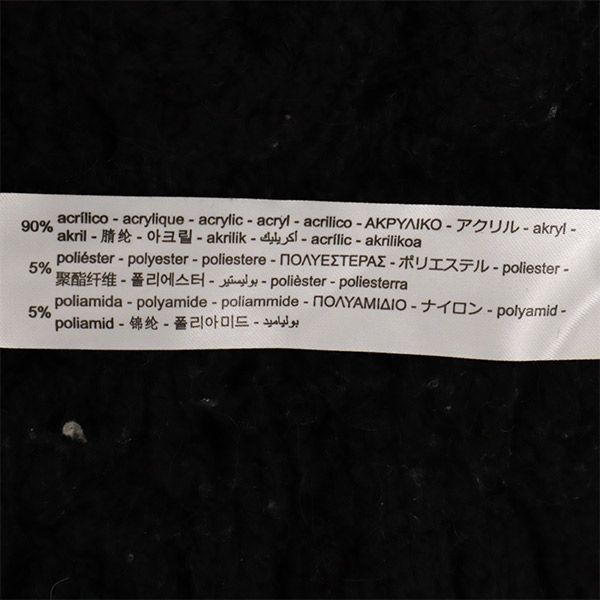 90% acrílico - acrylique - acrylic - acryl - acrilico - ΑΚΡΥΛΙΚΟ - アクリル - akryl -
akril - 腈纶 - 아크릴 - akrilik - أكريليك - acrílic - akrilikoa
5% poliéster - polyester - poliestere - ΠΟΛΥΕΣΤΕΡΑΣ - ポリエステル - poliester -
聚酯纤维 - 폴리에스터 - بوليستير - polièster - poliesterra
5% poliamida - polyamide - poliammide - ΠΟΛΥΑΜΙΔΙΟ - ナイロン - polyamid -
poliamid - 锦纶 - 폴리아미드 - بولياميد